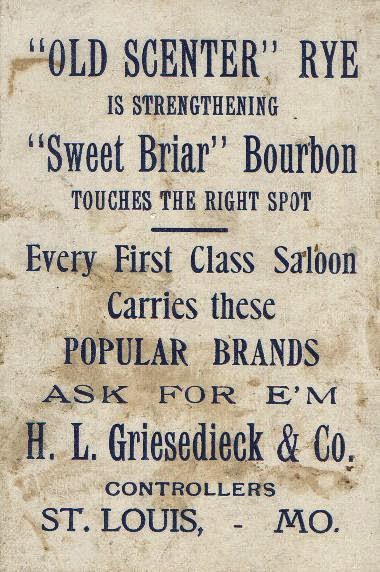 "OLD SCENTER" RYE
IS STRENGTHENING
"Sweet Briar" Bourbon
TOUCHES THE RIGHT SPOT
Every First Class Saloon
Carries these
POPULAR BRANDS
ASK FOR E'M
H. L. Griesedieck & Co.
CONTROLLERS
ST. LOUIS, - MO.